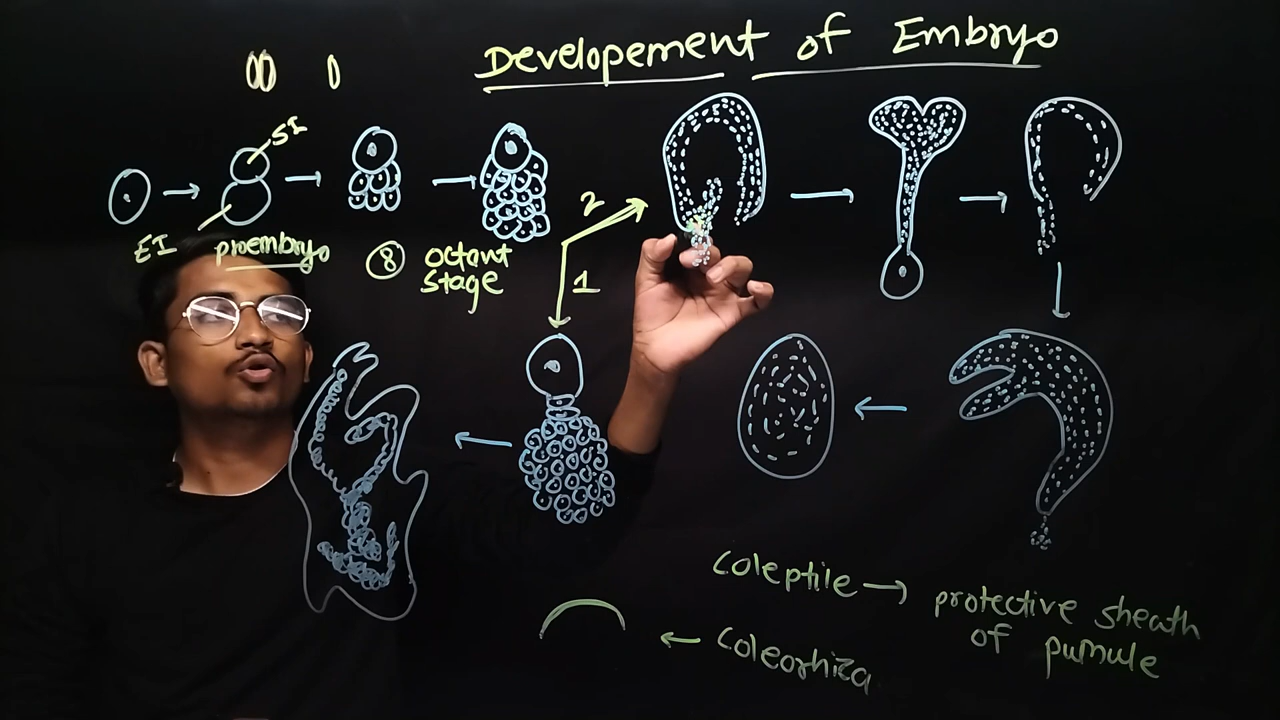 Developement of Embryo
SI
EI
proembryo
8 octant
stage
2
1
Coleptile → protective sheath
of pumule
← Coleorhiza